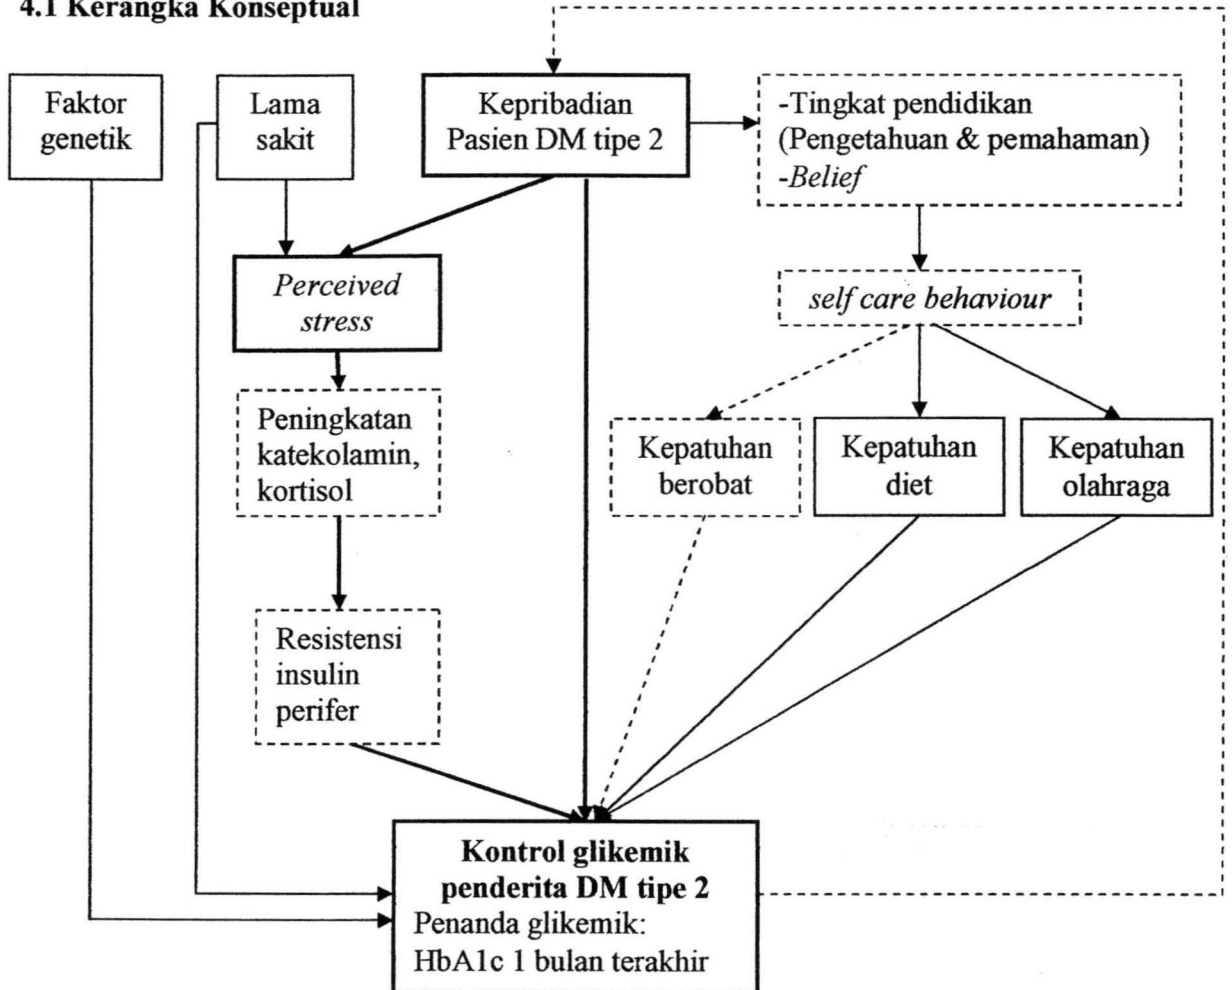 4.1 Kerangka Konseptual
Faktor
genetik
Lama
sakit
Kepribadian
Pasien DM tipe 2
-Tingkat pendidikan
(Pengetahuan & pemahaman)
-Belief
Perceived
stress
self care behaviour
Peningkatan
katekolamin,
kortisol
Kepatuhan
berobat
Kepatuhan
diet
Kepatuhan
olahraga
Resistensi
insulin
perifer
Kontrol glikemik
penderita DM tipe 2
Penanda glikemik:
HbA1c 1 bulan terakhir